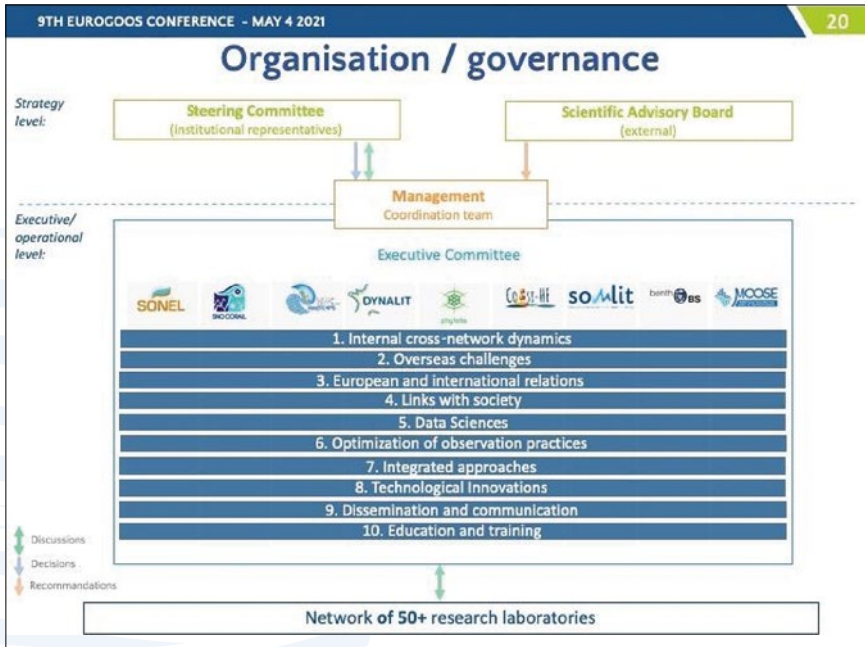 9TH EUROGOOS CONFERENCE - MAY 4 2021
20
Organisation / governance
Strategy
level:
Steering Committee
(institutional representatives)
Scientific Advisory Board
(external)
Management
Coordination team
Executive/
operational
level:
Executive Committee
SONEL
SNO CORAIL
DYNALIT
phytobs
COAST-HF
SOMLIT
benthOBS
MOOSE
1. Internal cross-network dynamics
2. Overseas challenges
3. European and international relations
4. Links with society
5. Data Sciences
6. Optimization of observation practices
7. Integrated approaches
8. Technological Innovations
9. Dissemination and communication
10. Education and training
Discussions
Decisions
Recommandations
Network of 50+ research laboratories